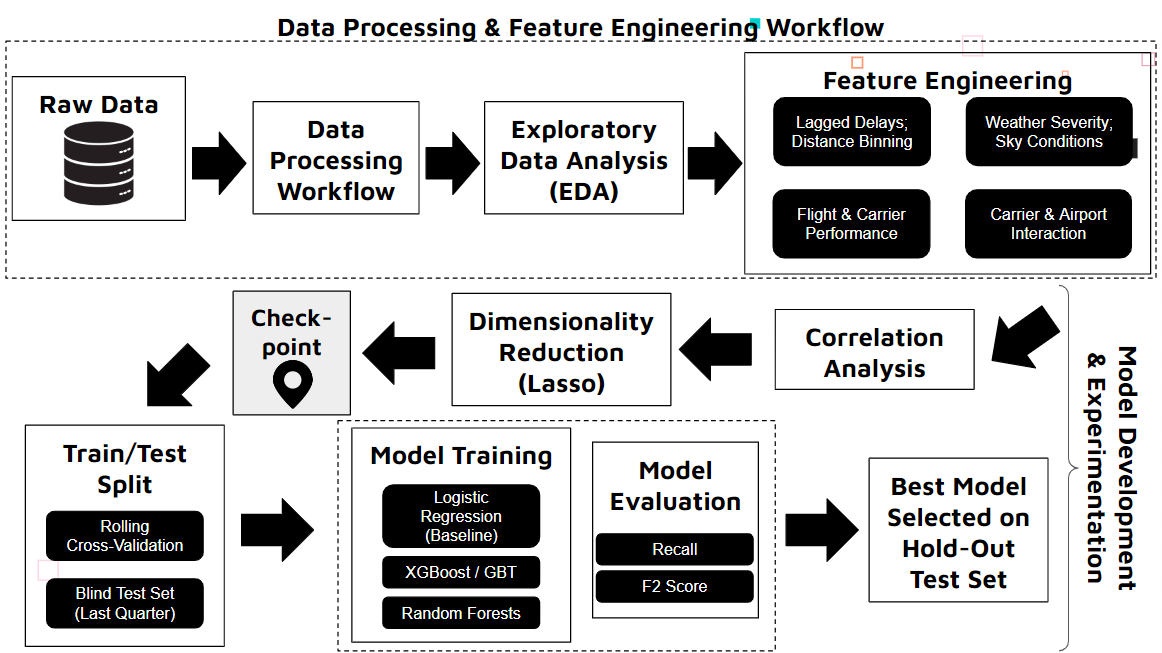 Data Processing & Feature Engineering Workflow
Raw Data
Data
Processing
Workflow
Exploratory
Data Analysis
(EDA)
Feature Engineering
Lagged Delays;
Distance Binning
Weather Severity;
Sky Conditions
Flight & Carrier
Performance
Carrier & Airport
Interaction
Model Development
& Experimentation
Correlation
Analysis
Dimensionality
Reduction
(Lasso)
Check-
point
Train/Test
Split
Rolling
Cross-Validation
Blind Test Set
(Last Quarter)
Model Training
Logistic
Regression
(Baseline)
XGBoost / GBT
Random Forests
Model
Evaluation
Recall
F2 Score
Best Model
Selected on
Hold-Out
Test Set